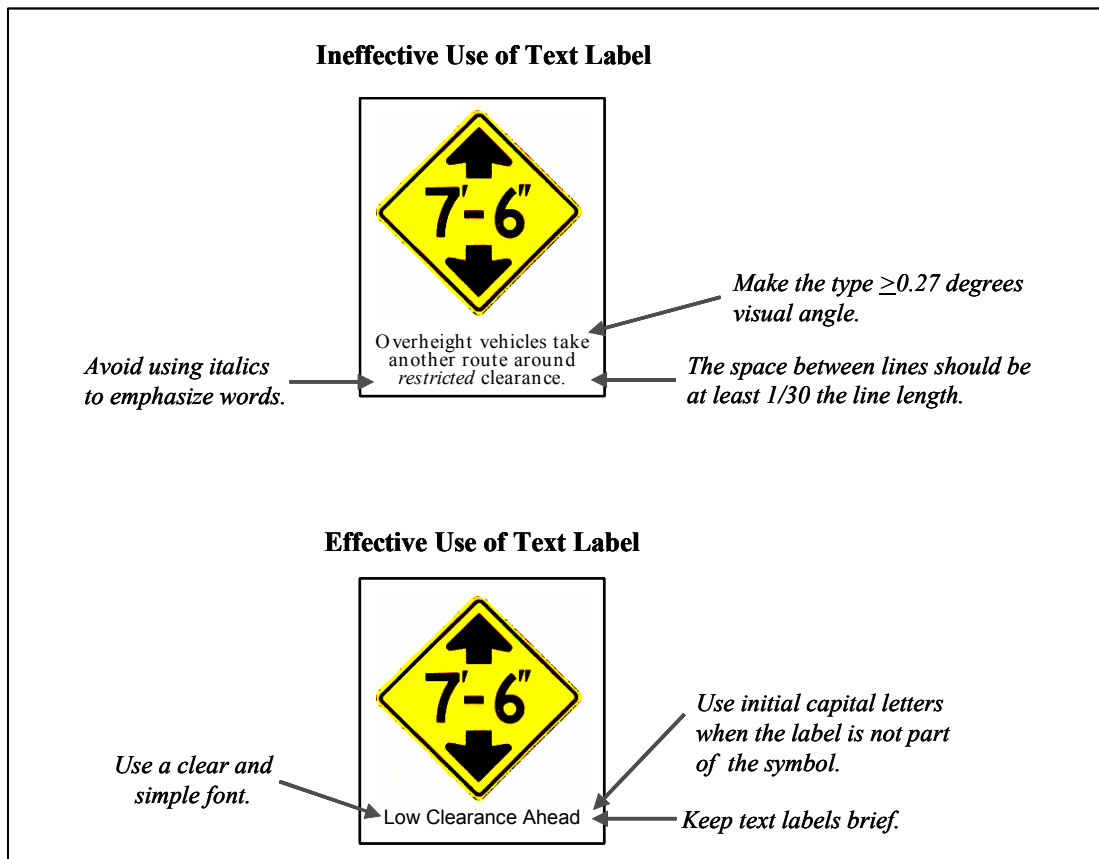 Ineffective Use of Text Label
7'-6"
Make the type ≥0.27 degrees
visual angle.
Overheight vehicles take
another route around
restricted clearance.
Avoid using italics
to emphasize words.
The space between lines should be
at least 1/30 the line length.
Effective Use of Text Label
7'-6"
Use initial capital letters
when the label is not part
of the symbol.
Use a clear and
simple font.
Low Clearance Ahead
Keep text labels brief.